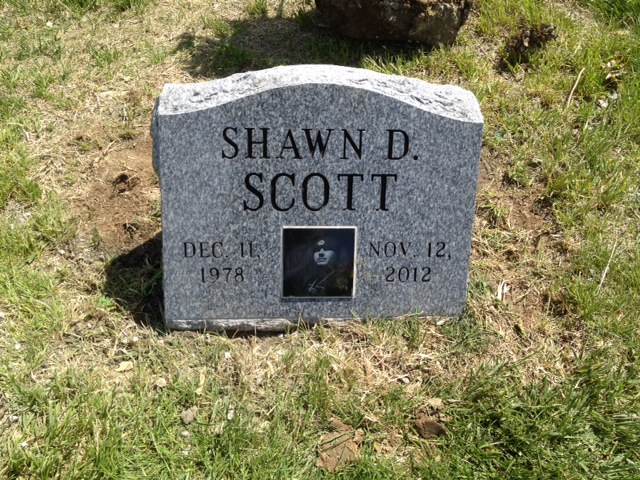 SHAWN D.
SCOTT
DEC. 11, NOV. 12,
1978 2012